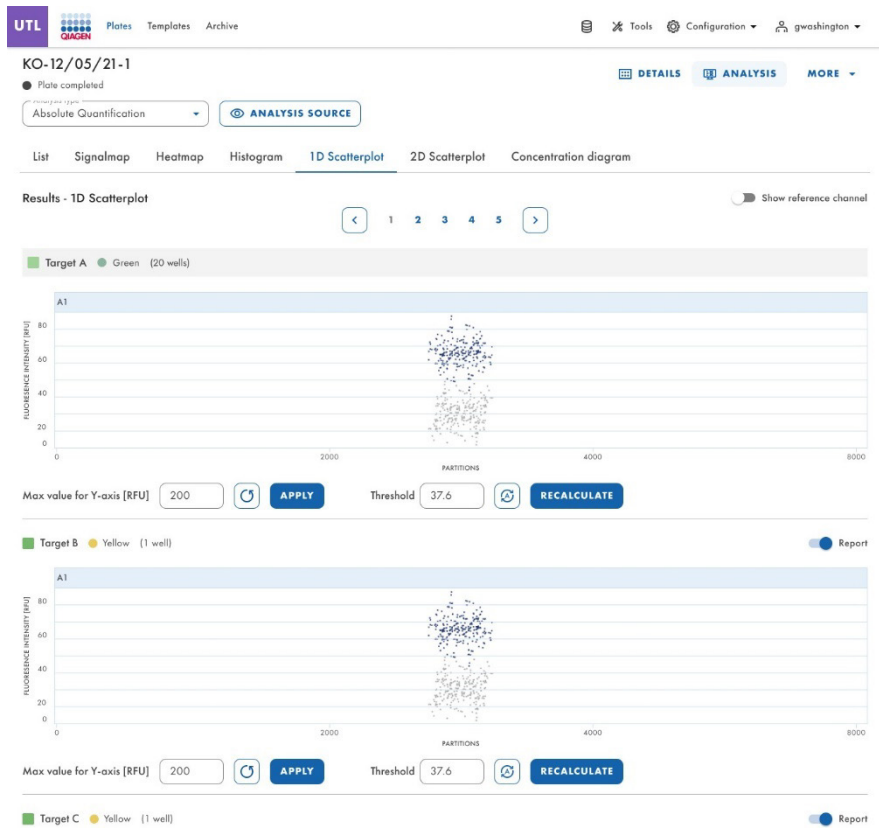 UTL QIAGEN Plates Templates Archive Tools Configuration gwashington
KO-12/05/21-1
Plate completed
DETAILS ANALYSIS MORE
Analysis type
Absolute Quantification ANALYSIS SOURCE
List Signalmap Heatmap Histogram 1D Scatterplot 2D Scatterplot Concentration diagram
Results - 1D Scatterplot
Show reference channel
1 2 3 4 5
Target A Green (20 wells)
A1
FLUORESENCE INTENSITY [RFU]
80
60
40
20
0
0 2000 4000 8000
PARTITIONS
Max value for Y-axis [RFU] 200 APPLY Threshold 37.6 A RECALCULATE
Target B Yellow (1 well) Report
A1
FLUORESENCE INTENSITY [RFU]
80
60
40
20
0
0 2000 4000 8000
PARTITIONS
Max value for Y-axis [RFU] 200 APPLY Threshold 37.6 A RECALCULATE
Target C Yellow (1 well) Report